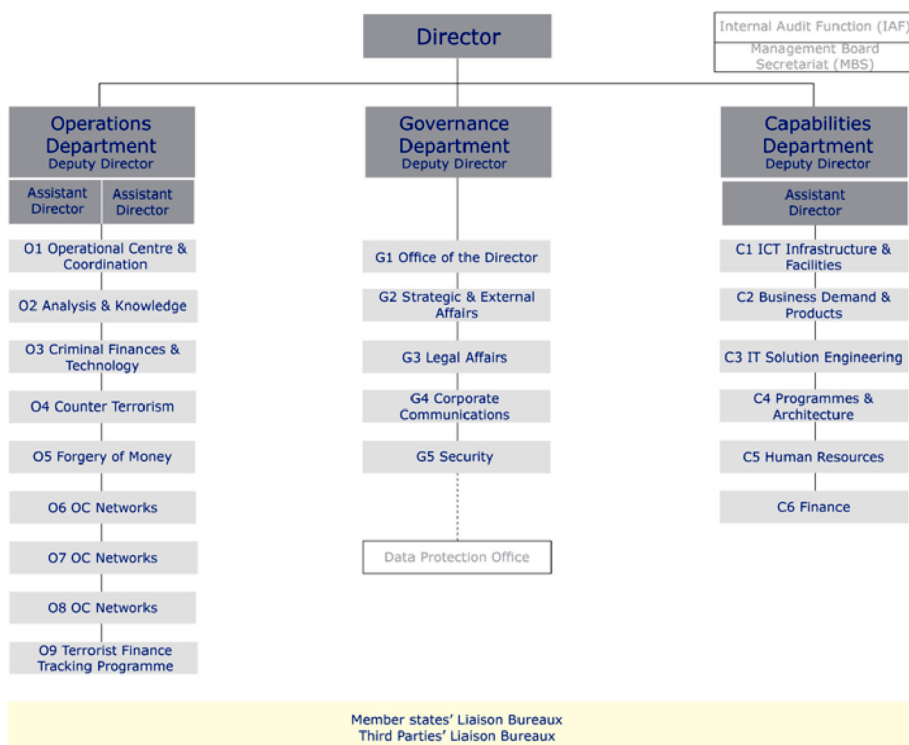 Director
Internal Audit Function (IAF)
Management Board
Secretariat (MBS)
Operations
Department
Deputy Director
Assistant
Director
Assistant
Director
O1 Operational Centre &
Coordination
O2 Analysis & Knowledge
O3 Criminal Finances &
Technology
O4 Counter Terrorism
O5 Forgery of Money
O6 OC Networks
O7 OC Networks
O8 OC Networks
O9 Terrorist Finance
Tracking Programme
Governance
Department
Deputy Director
G1 Office of the Director
G2 Strategic & External
Affairs
G3 Legal Affairs
G4 Corporate
Communications
G5 Security
Data Protection Office
Capabilities
Department
Deputy Director
Assistant
Director
C1 ICT Infrastructure &
Facilities
C2 Business Demand &
Products
C3 IT Solution Engineering
C4 Programmes &
Architecture
C5 Human Resources
C6 Finance
Member states' Liaison Bureaux
Third Parties' Liaison Bureaux